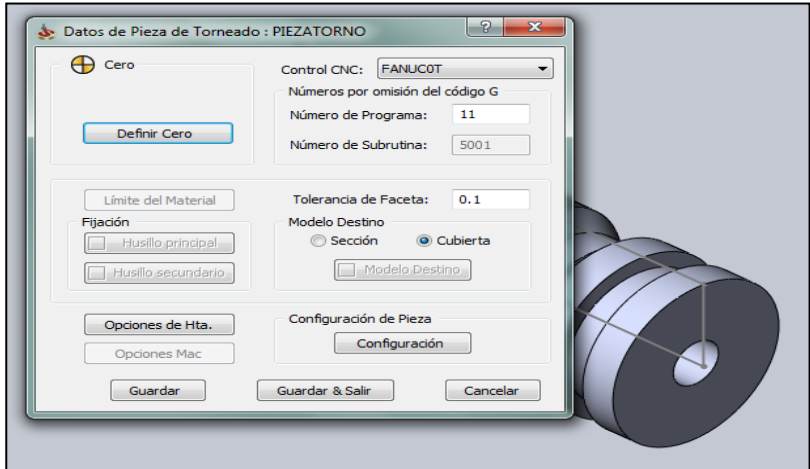 Datos de Pieza de Torneado : PIEZATORNO
Cero
Definir Cero
Control CNC: FANUC0T
Números por omisión del código G
Número de Programa: 11
Número de Subrutina: 5001
Límite del Material
Fijación
Husillo principal
Husillo secundario
Tolerancia de Faceta: 0.1
Modelo Destino
Sección Cubierta
Modelo Destino
Opciones de Hta.
Opciones Mac
Configuración de Pieza
Configuración
Guardar
Guardar & Salir
Cancelar